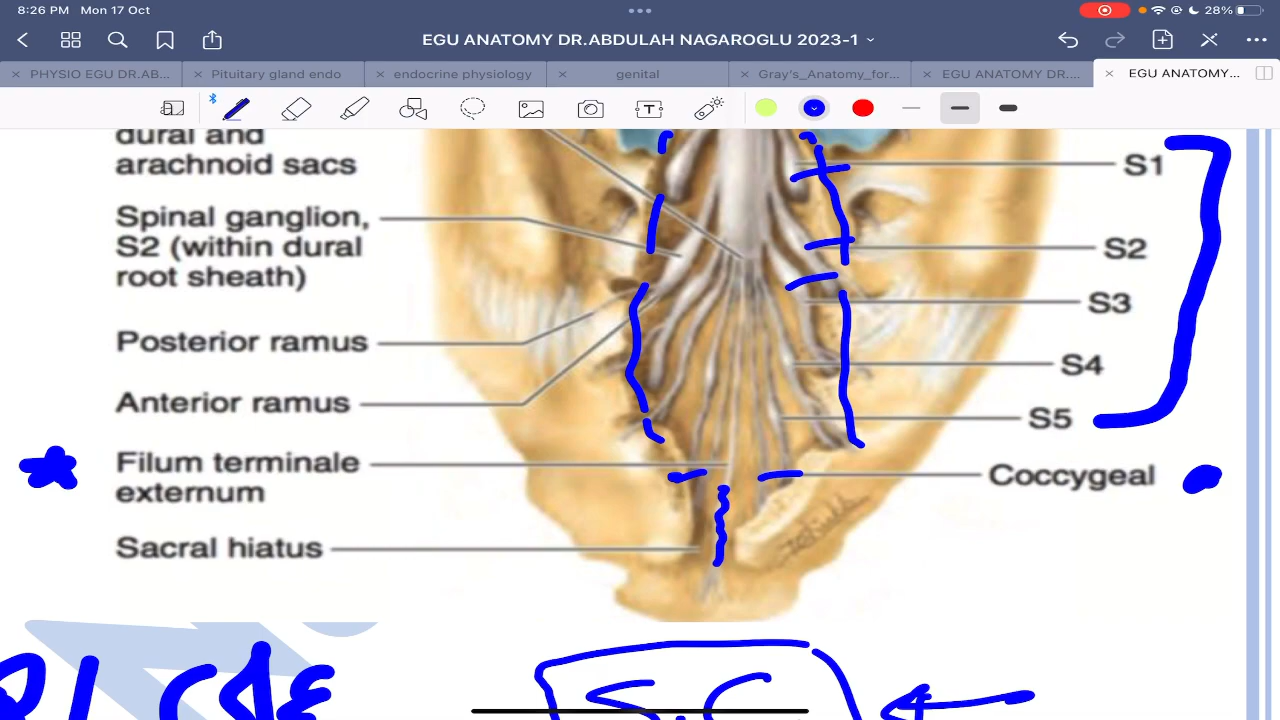 8:26 PM Mon 17 Oct
28%
EGU ANATOMY DR.ABDULAH NAGAROGLU 2023-1
PHYSIO EGU DR.AB...
Pituitary gland endo
endocrine physiology
genital
Gray's_Anatomy_for...
EGU ANATOMY DR....
EGU ANATOMY...
T
dural and
arachnoid sacs
Spinal ganglion,
S2 (within dural
root sheath)
Posterior ramus
Anterior ramus
Filum terminale
externum
Sacral hiatus
S1
S2
S3
S4
S5
Coccygeal